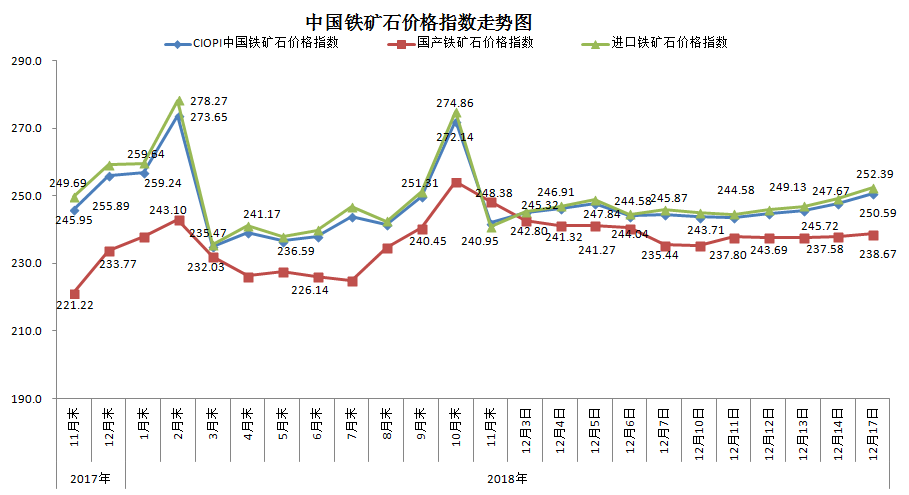 中国铁矿石价格指数走势图
CIOPI中国铁矿石价格指数 国产铁矿石价格指数 进口铁矿石价格指数
290.0
270.0
250.0
230.0
210.0
190.0
249.69
245.95
221.22
255.89
233.77
259.64
259.24
243.10
278.27
273.65
235.47
232.03
241.17
236.59
226.14
251.31
240.45
274.86
272.14
248.38
240.95
245.32
242.80
246.91
241.32
247.84
241.27
244.58
244.04
245.87
235.44
243.71
244.58
237.80
249.13
243.69
245.72
247.67
237.58
252.39
250.59
238.67
11月末
12月末
1月末
2月末
3月末
4月末
5月末
6月末
7月末
8月末
9月末
10月末
11月末
12月3日
12月4日
12月5日
12月6日
12月7日
12月10日
12月11日
12月12日
12月13日
12月14日
12月17日
2017年 2018年